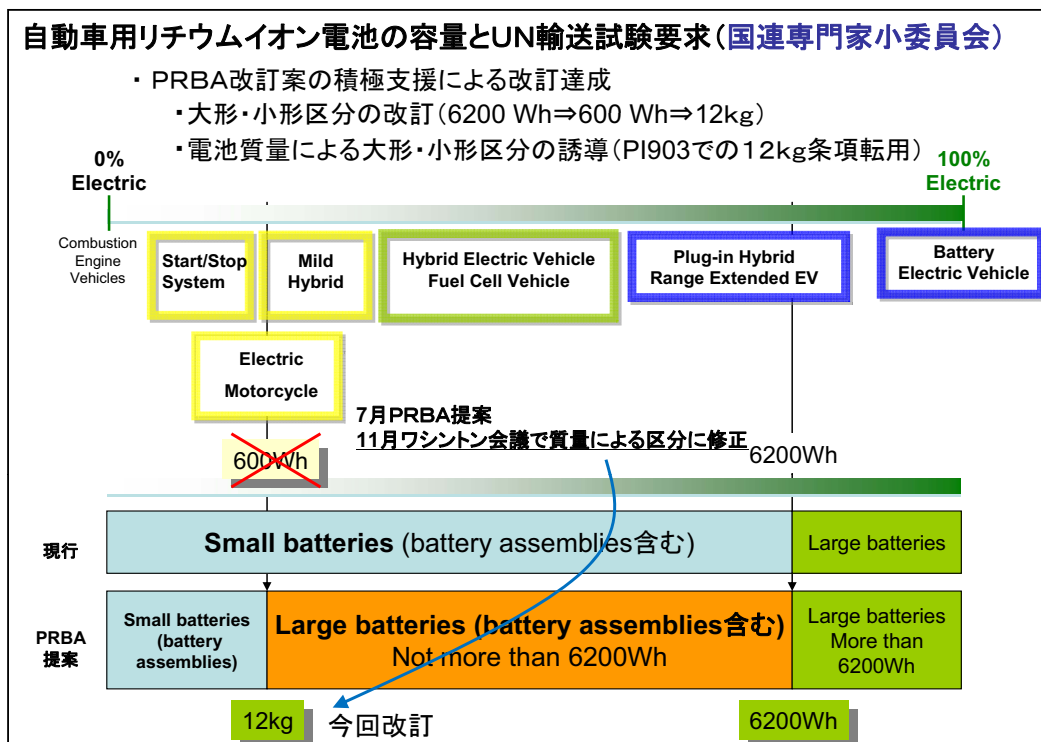 自動車用リチウムイオン電池の容量とUN輸送試験要求(国連専門家小委員会)
・ PRBA改訂案の積極支援による改訂達成
・大形・小形区分の改訂(6200 Wh⇒600 Wh⇒12kg)
・電池質量による大形・小形区分の誘導(PI903での12kg条項転用)
0%
Electric
100%
Electric
Combustion
Engine
Vehicles
Start/Stop
System
Mild
Hybrid
Hybrid Electric Vehicle
Fuel Cell Vehicle
Plug-in Hybrid
Range Extended EV
Battery
Electric Vehicle
Electric
Motorcycle
7月PRBA提案
11月ワシントン会議で質量による区分に修正
600Wh
6200Wh
現行
Small batteries (battery assemblies含む)
Large batteries
PRBA
提案
Small batteries
(battery
assemblies)
Large batteries (battery assemblies含む)
Not more than 6200Wh
Large batteries
More than
6200Wh
12kg
今回改訂
6200Wh